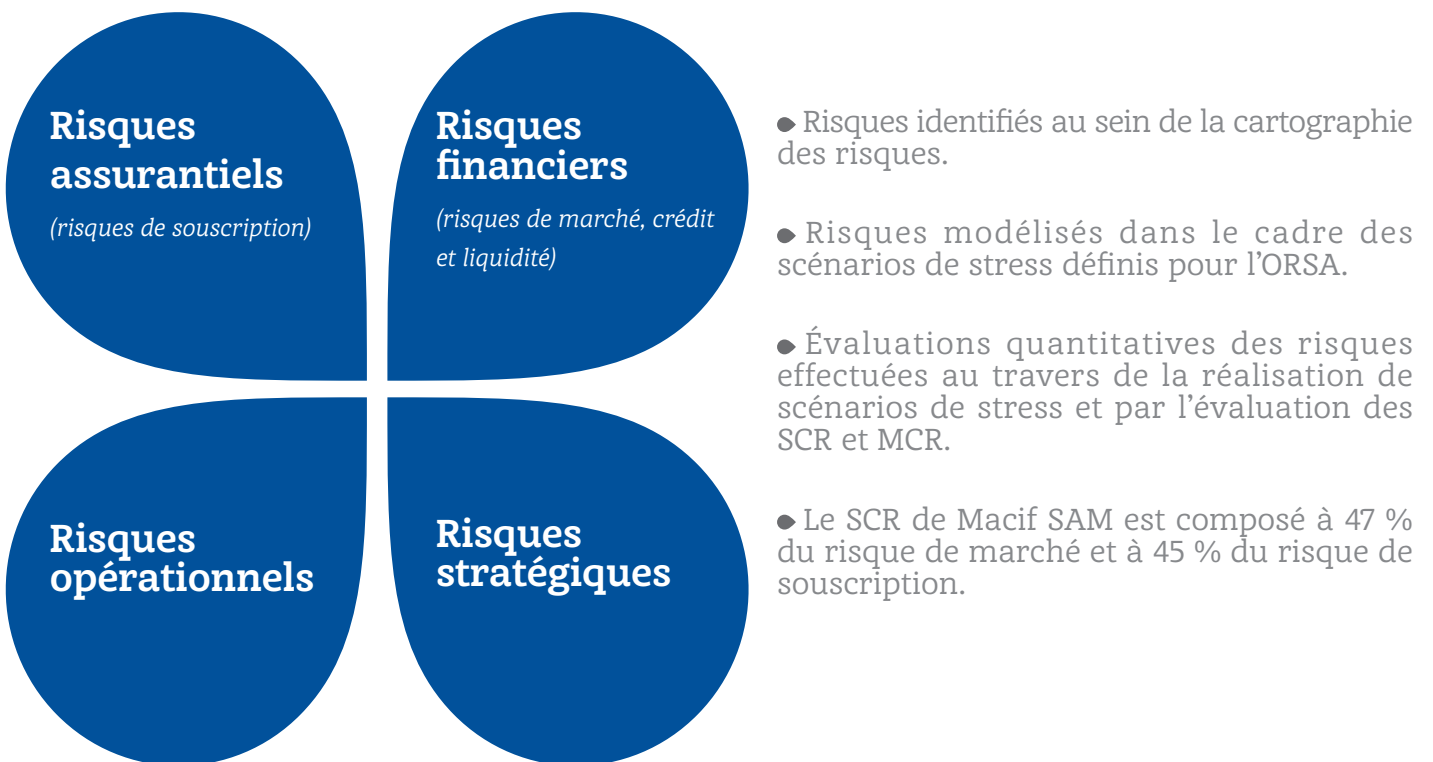 Risques
assurantiels
(risques de souscription)
Risques
financiers
(risques de marché, crédit
et liquidité)
Risques
opérationnels
Risques
stratégiques
Risques identifiés au sein de la cartographie
des risques.
Risques modélisés dans le cadre des
scénarios de stress définis pour l’ORSA.
Évaluations quantitatives des risques
effectuées au travers de la réalisation de
scénarios de stress et par l’évaluation des
SCR et MCR.
Le SCR de Macif SAM est composé à 47 %
du risque de marché et à 45 % du risque de
souscription.